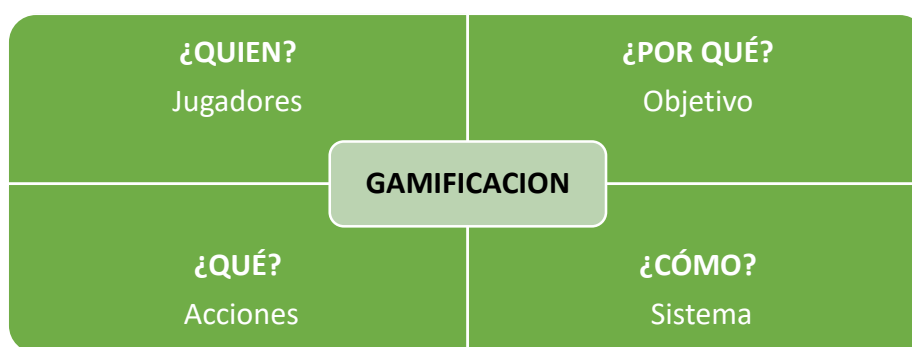 ¿QUIEN?
Jugadores
¿POR QUÉ?
Objetivo
GAMIFICACION
¿QUÉ?
Acciones
¿CÓMO?
Sistema